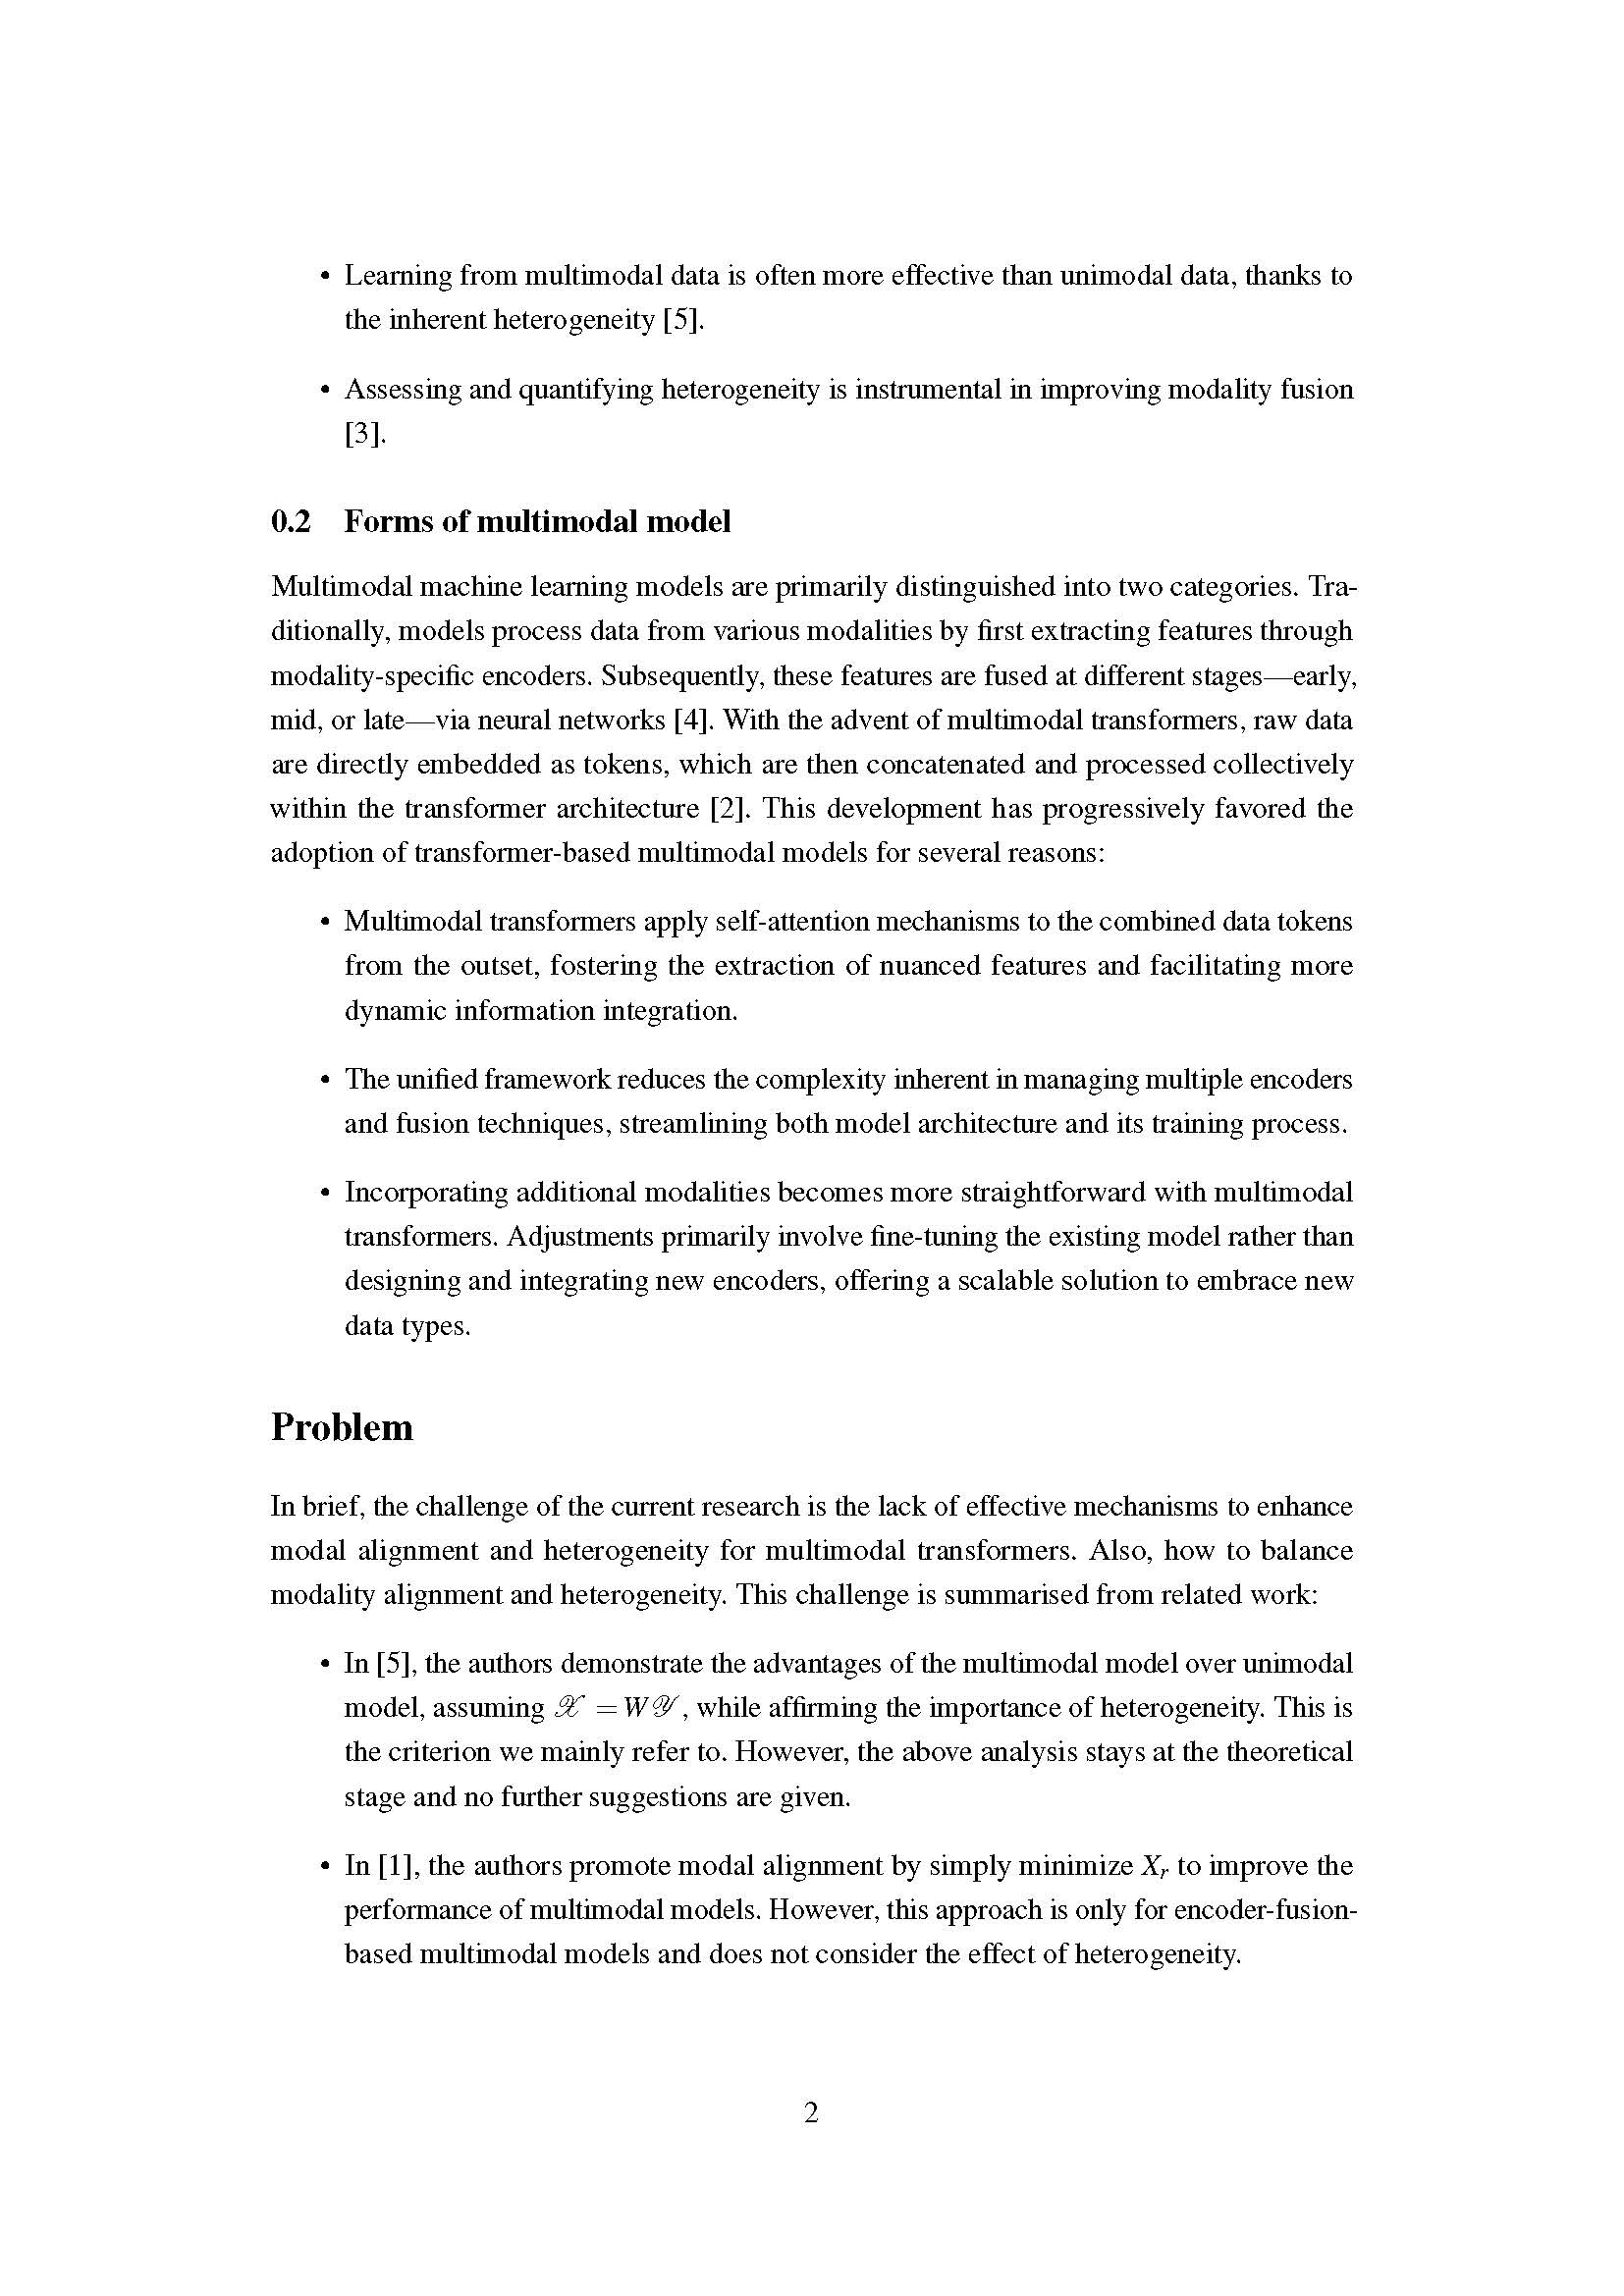 • Learning from multimodal data is often more effective than unimodal data, thanks to
the inherent heterogeneity [5].
• Assessing and quantifying heterogeneity is instrumental in improving modality fusion
[3].
0.2 Forms of multimodal model
Multimodal machine learning models are primarily distinguished into two categories. Tra-
ditionally, models process data from various modalities by first extracting features through
modality-specific encoders. Subsequently, these features are fused at different stages—early,
mid, or late—via neural networks [4]. With the advent of multimodal transformers, raw data
are directly embedded as tokens, which are then concatenated and processed collectively
within the transformer architecture [2]. This development has progressively favored the
adoption of transformer-based multimodal models for several reasons:
• Multimodal transformers apply self-attention mechanisms to the combined data tokens
from the outset, fostering the extraction of nuanced features and facilitating more
dynamic information integration.
• The unified framework reduces the complexity inherent in managing multiple encoders
and fusion techniques, streamlining both model architecture and its training process.
• Incorporating additional modalities becomes more straightforward with multimodal
transformers. Adjustments primarily involve fine-tuning the existing model rather than
designing and integrating new encoders, offering a scalable solution to embrace new
data types.
Problem
In brief, the challenge of the current research is the lack of effective mechanisms to enhance
modal alignment and heterogeneity for multimodal transformers. Also, how to balance
modality alignment and heterogeneity. This challenge is summarised from related work:
• In [5], the authors demonstrate the advantages of the multimodal model over unimodal
model, assuming 𝒳 = W𝒴, while affirming the importance of heterogeneity. This is
the criterion we mainly refer to. However, the above analysis stays at the theoretical
stage and no further suggestions are given.
• In [1], the authors promote modal alignment by simply minimize Xᵣ to improve the
performance of multimodal models. However, this approach is only for encoder-fusion-
based multimodal models and does not consider the effect of heterogeneity.
2